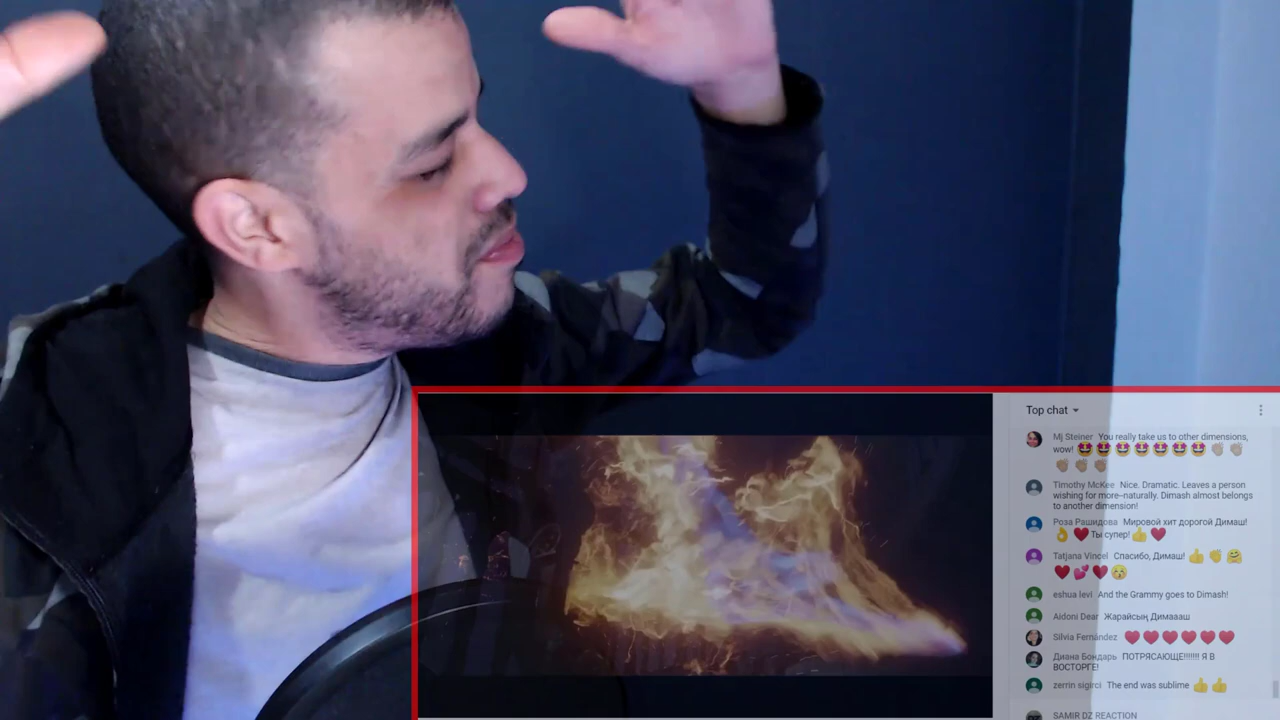 Top chat
Mj Steiner You really take us to other dimensions,
wow!
Timothy McKee Nice. Dramatic. Leaves a person
wishing for more--naturally. Dimash almost belongs
to another dimension!
Роза Рашидова Мировой хит дорогой Димаш!
Ты супер!
Tatjana Vincel Спасибо, Димаш!
eshua levi And the Grammy goes to Dimash!
Aidoni Dear Жарайсың Димаааш
Silvia Fernández
Диана Бондарь ПОТРЯСАЮЩЕ!!!!!!! Я В
ВОСТОРГЕ!
zerrin sigirci The end was sublime
SAMIR DZ REACTION